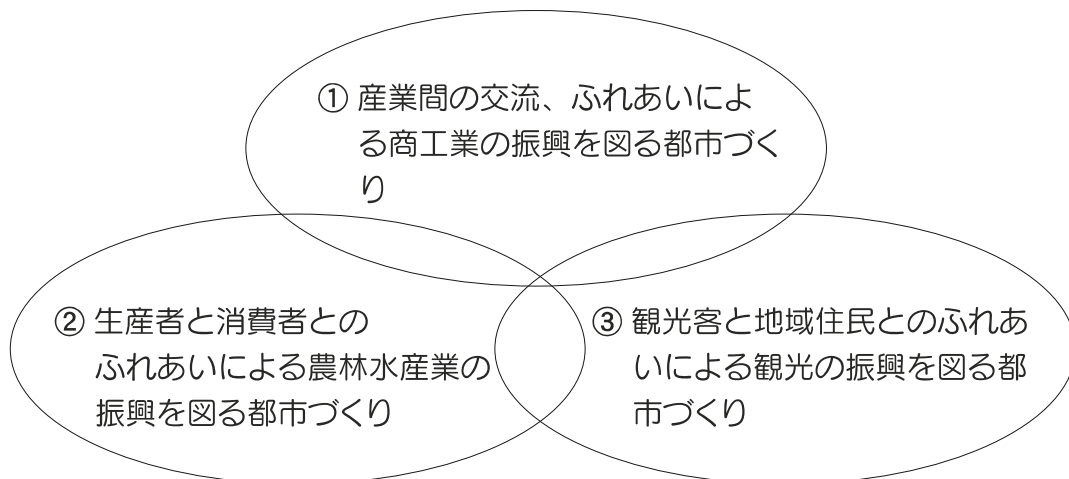 ① 産業間の交流、ふれあいによ
る商工業の振興を図る都市づく
り
② 生産者と消費者との
ふれあいによる農林水産業の
振興を図る都市づくり
③ 観光客と地域住民とのふれあ
いによる観光の振興を図る都
市づくり